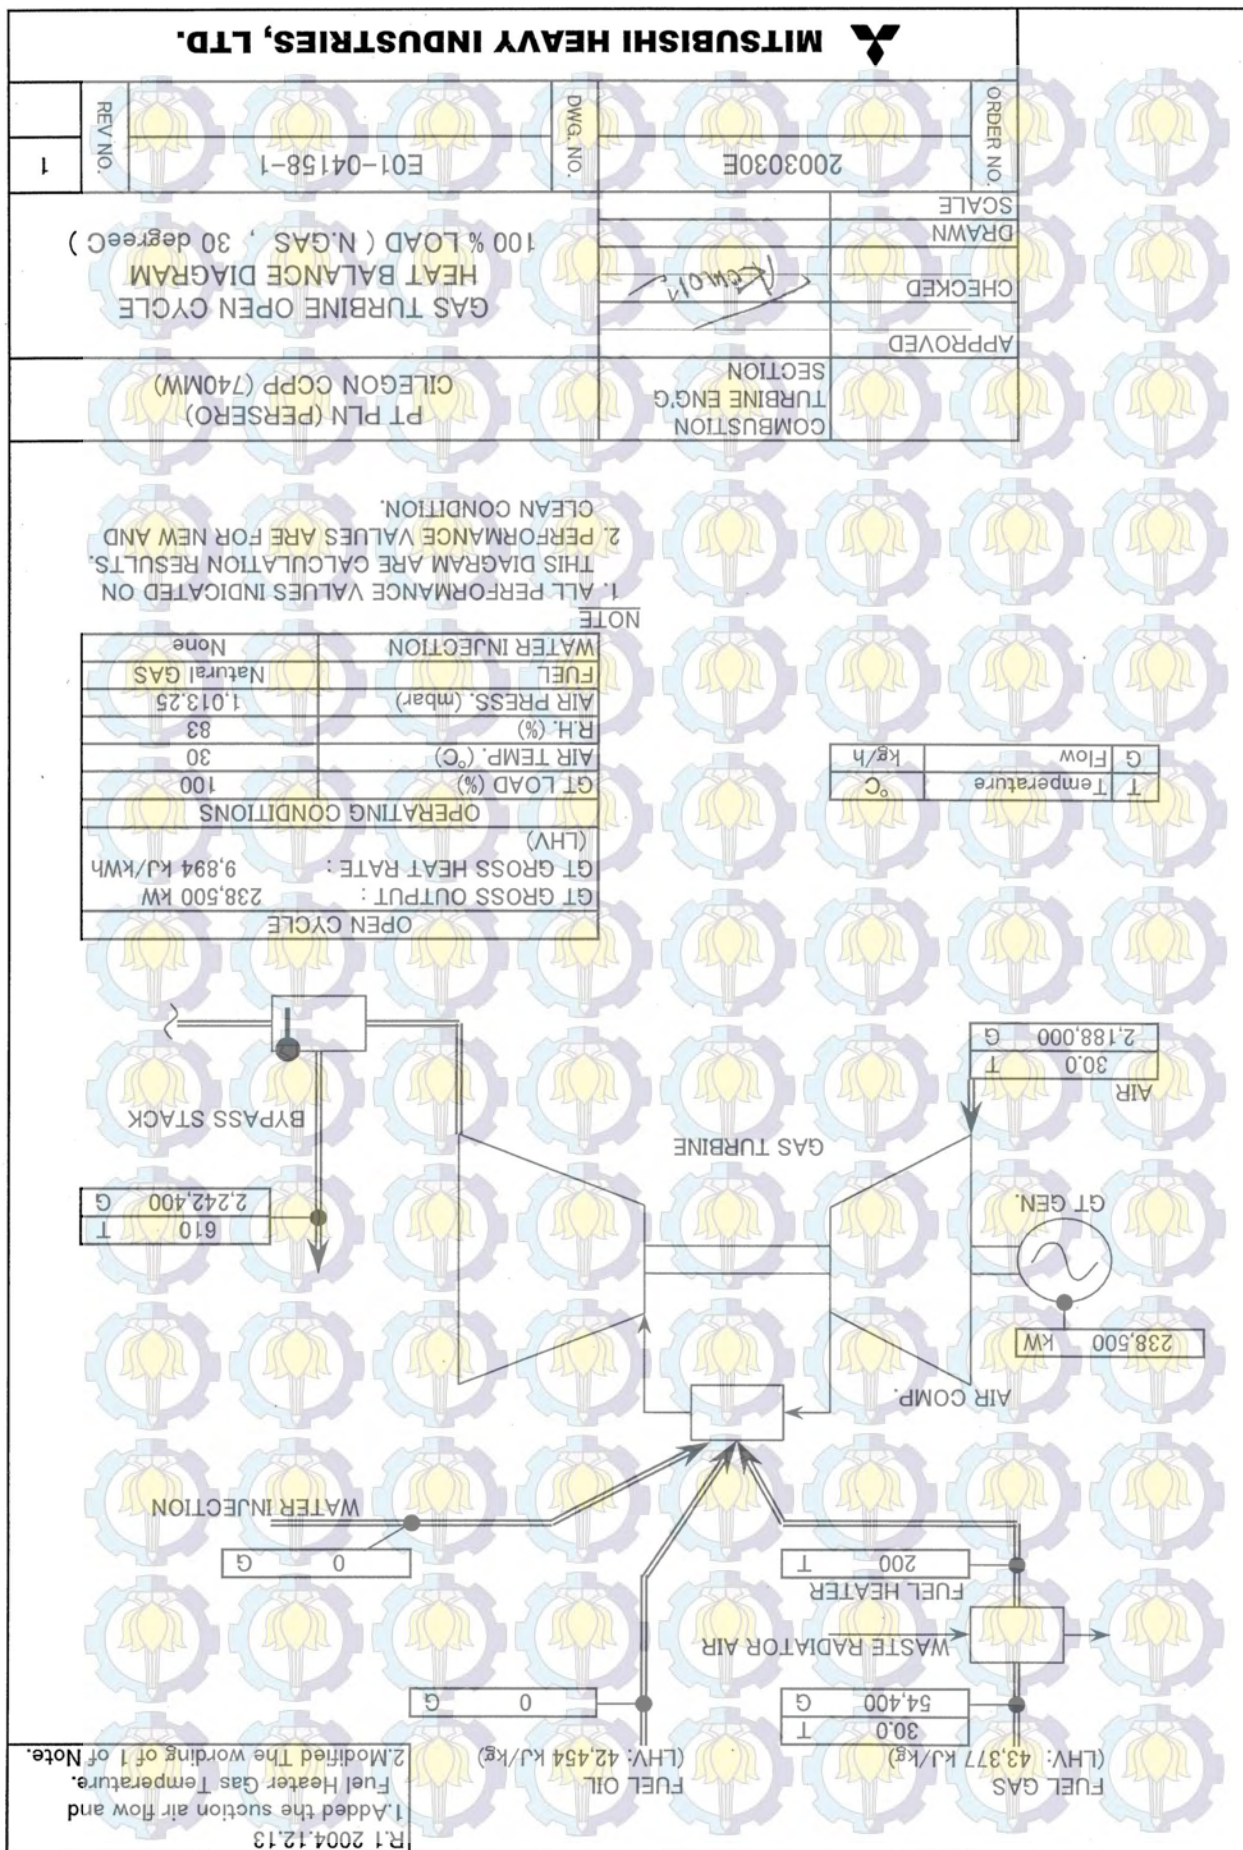 R.1 2004.12.13
1.Added the suction air flow and
Fuel Heater Gas Temperature.
2.Modified The wording of 1 of Note.
FUEL GAS
(LHV: 43,377 kJ/kg)
30.0 T
54,400 G
FUEL OIL
(LHV: 42,454 kJ/kg)
0 G
WASTE RADIATOR AIR
FUEL HEATER
200 T
0 G
WATER INJECTION
AIR COMP.
238,500 kW
GT GEN.
610 T
2,242,400 G
GAS TURBINE
BYPASS STACK
AIR
30.0 T
2,188,000 G
OPEN CYCLE
GT GROSS OUTPUT : 238,500 kW
GT GROSS HEAT RATE : 9,894 kJ/kWh
(LHV)
OPERATING CONDITIONS
GT LOAD (%) 100
AIR TEMP. (°C) 30
R.H. (%) 83
AIR PRESS. (mbar) 1,013.25
FUEL Natural GAS
WATER INJECTION None
T Temperature °C
G Flow kg/h
NOTE
1. ALL PERFORMANCE VALUES INDICATED ON
THIS DIAGRAM ARE CALCULATION RESULTS.
2. PERFORMANCE VALUES ARE FOR NEW AND
CLEAN CONDITION.
COMBUSTION
TURBINE ENG'G
SECTION
PT PLN (PERSERO)
CILEGON CCPP (740MW)
APPROVED
CHECKED
DRAWN
SCALE
GAS TURBINE OPEN CYCLE
HEAT BALANCE DIAGRAM
100 % LOAD ( N.GAS , 30 degreeC )
ORDER NO.
2003030E
DWG. NO.
E01-04158-1
REV NO.
1
MITSUBISHI HEAVY INDUSTRIES, LTD.